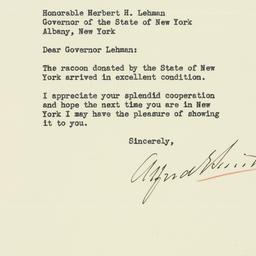 Honorable Herbert H. Lehman
Governor of the State of New York
Albany, New York
Dear Governor Lehman:
The racoon donated by the State of New
York arrived in excellent condition.
I appreciate your splendid cooperation
and hope the next time you are in New
York I may have the pleasure of showing
it to you.
Sincerely,
Alfred E Smith